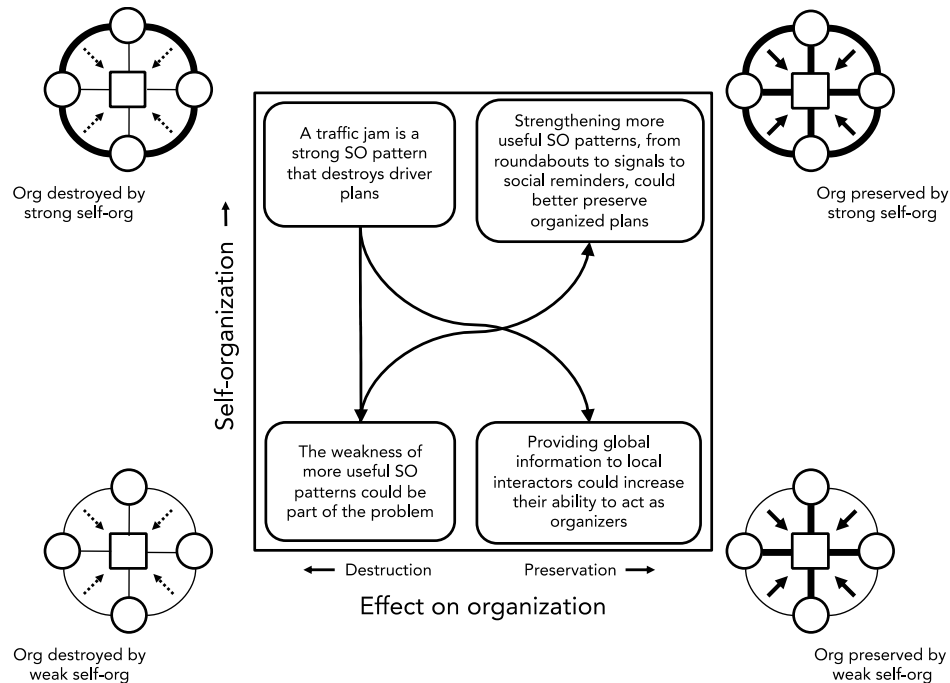 A traffic jam is a
strong SO pattern
that destroys driver
plans
Strengthening more
useful SO patterns, from
roundabouts to signals to
social reminders, could
better preserve
organized plans
Org destroyed by
strong self-org
Org preserved by
strong self-org
Self-organization
The weakness of
more useful SO
patterns could be
part of the problem
Providing global
information to local
interactors could increase
their ability to act as
organizers
Destruction
Preservation
Effect on organization
Org destroyed by
weak self-org
Org preserved by
weak self-org